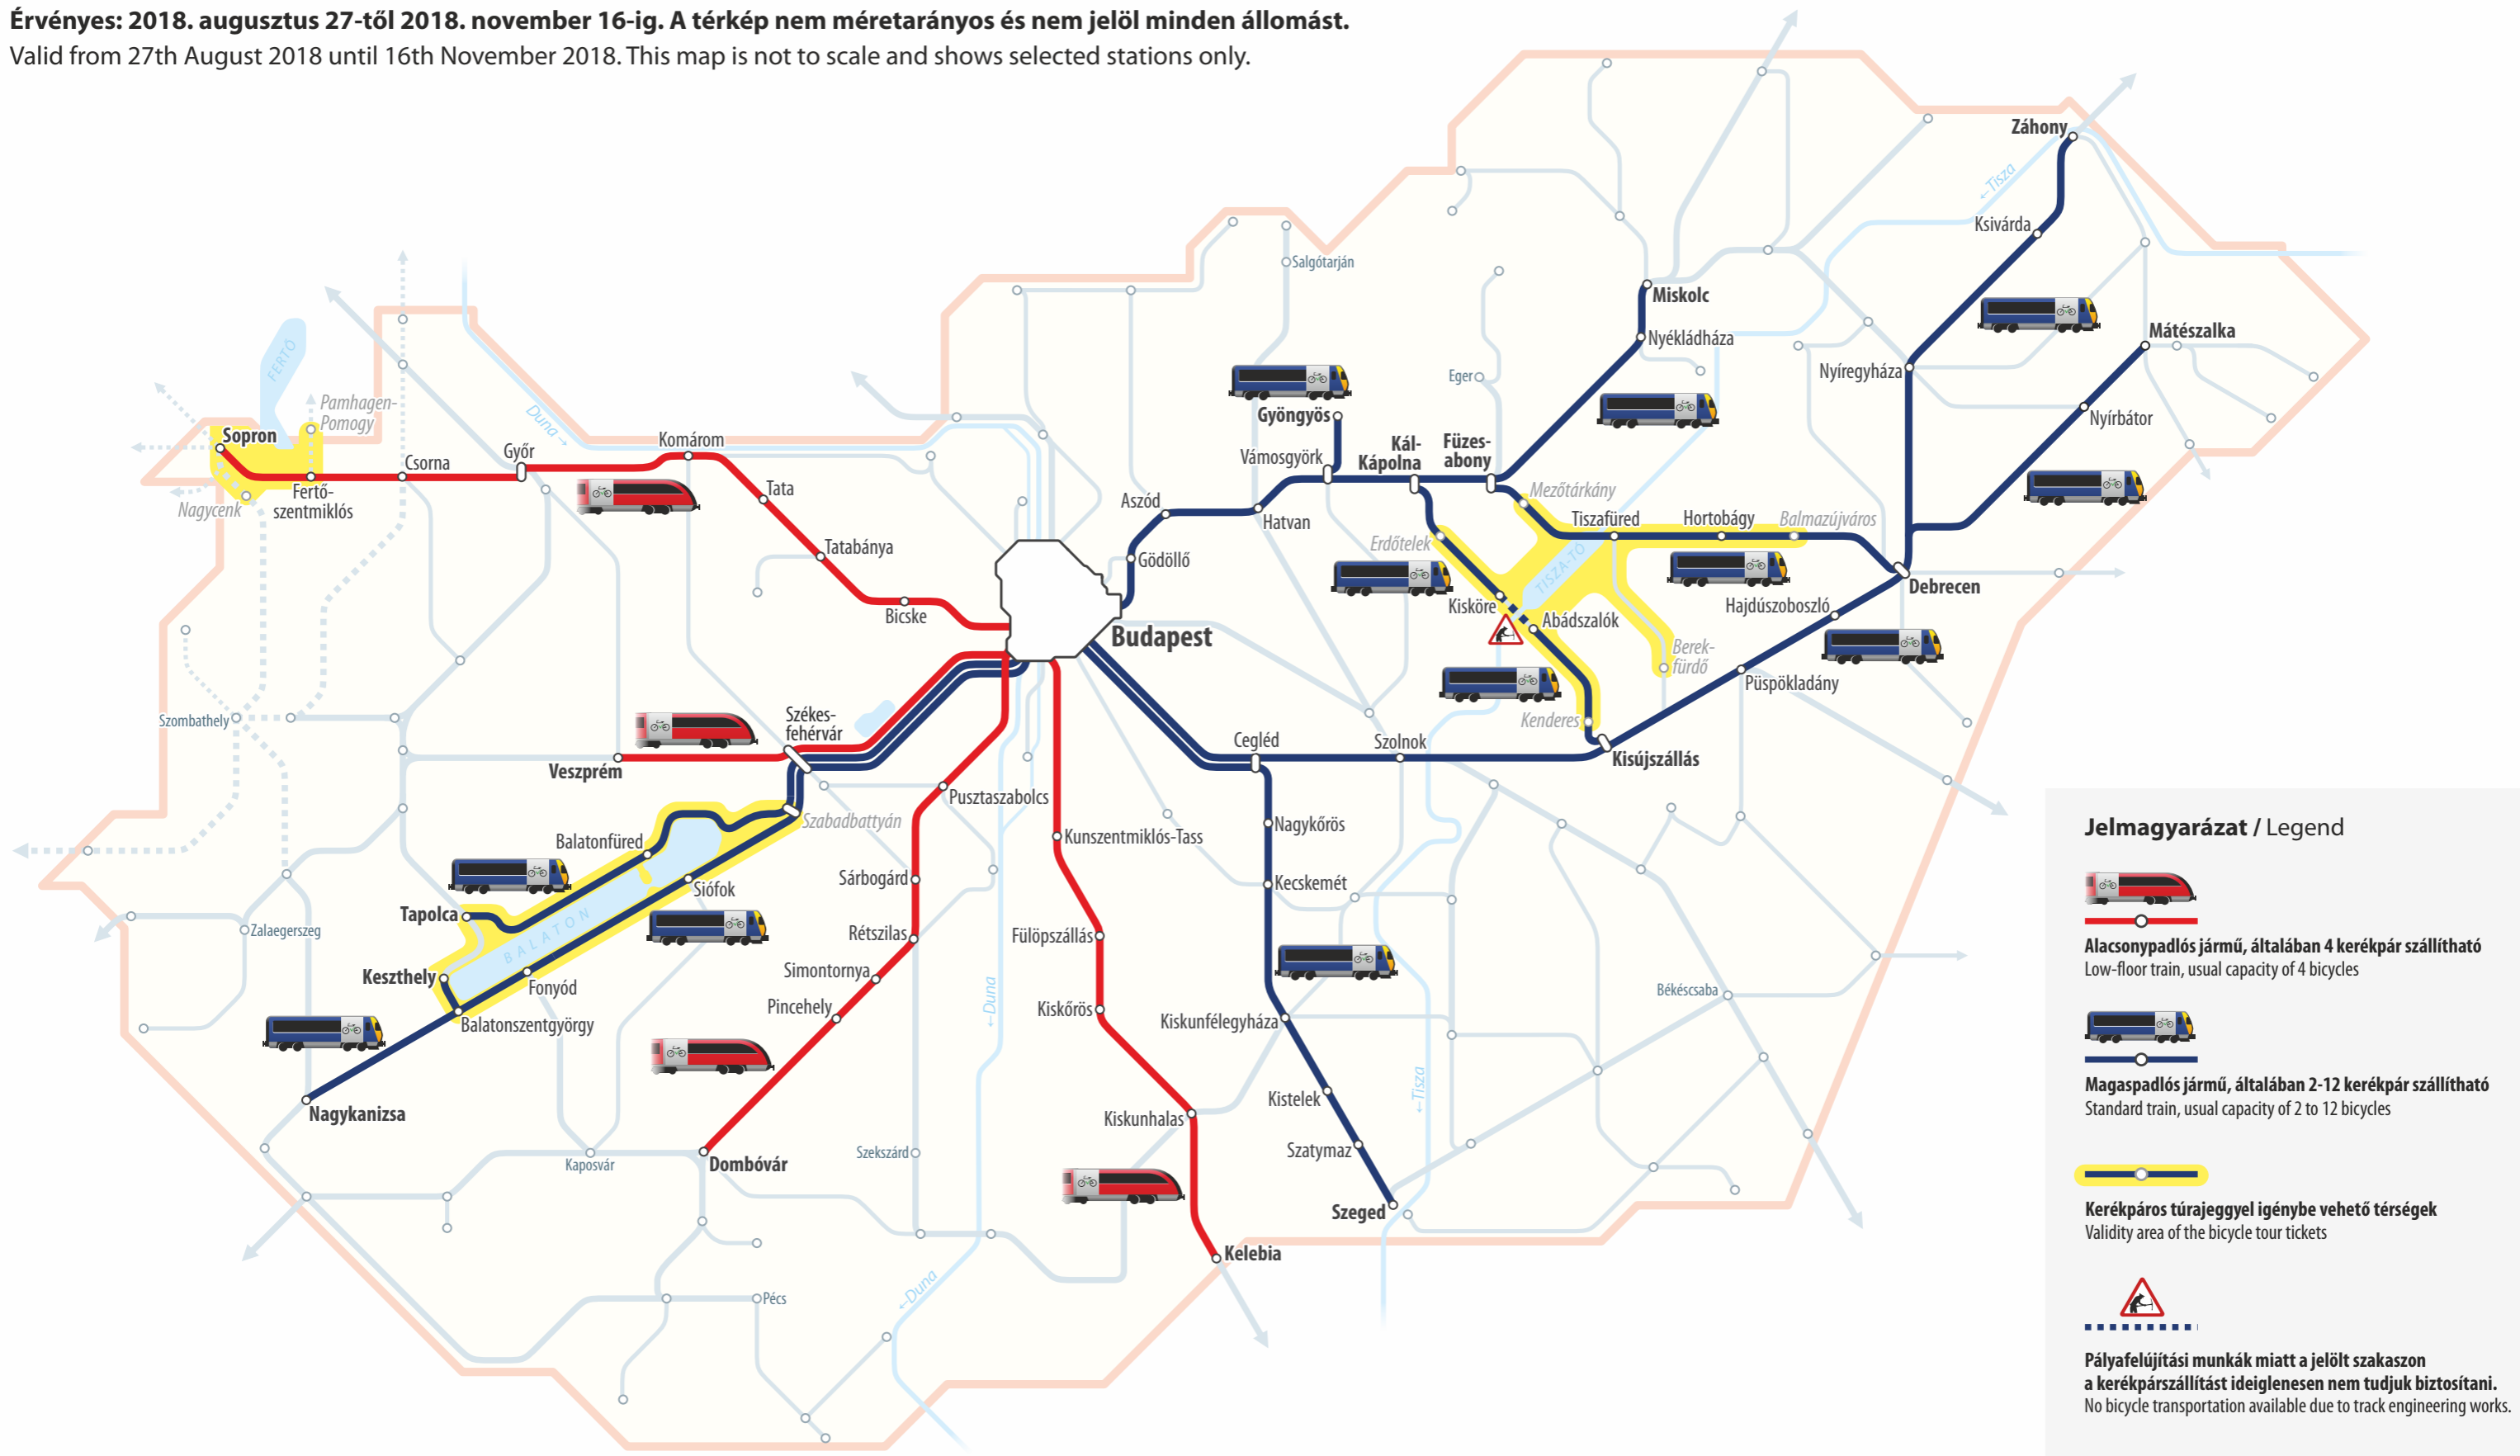 Érvényes: 2018. augusztus 27-től 2018. november 16-ig. A térkép nem méretarányos és nem jelöl minden állomást.
Valid from 27th August 2018 until 16th November 2018. This map is not to scale and shows selected stations only.
Záhony
←Tisza
Ksivárda
Salgótarján
Miskolc
Nyékládháza
Mátészalka
Nyíregyháza
Eger
FERTŐ
Pamhagen-
Pomogy
Nyírbátor
Gyöngyös
Duna→
Sopron
Komárom
Győr
Csorna
Vámosgyörk
Kál-
Kápolna
Füzes-
abony
Fertő-
szentmiklós
Nagycenk
Tata
Mezőtárkány
Aszód
Hatvan
Tiszafüred
Hortobágy
Balmazújváros
Tatabánya
Erdőtelek
Gödöllő
TISZA-TÓ
Debrecen
Bicske
Kisköre
Hajdúszoboszló
Abádszalók
Budapest
Berek-
fürdő
Püspökladány
Szombathely
Székes-
fehérvár
Kenderes
Cegléd
Szolnok
Kisújszállás
Veszprém
Pusztaszabolcs
Szabadbattyán
Nagykőrös
Kunszentmiklós-Tass
Balatonfüred
Siófok
Sárbogárd
Kecskemét
Tapolca
BALATON
Zalaegerszeg
Rétszilas
Fülöpszállás
Keszthely
Fonyód
Simontornya
Békéscsaba
Pincehely
←Duna
Kiskőrös
Kiskunfélegyháza
Balatonszentgyörgy
←Tisza
Nagykanizsa
Kiskunhalas
Kistelek
Szatymaz
Kaposvár
Dombóvár
Szekszárd
Szeged
Kelebia
←Duna
Pécs
Jelmagyarázat / Legend
Alacsonypadlós jármű, általában 4 kerékpár szállítható
Low-floor train, usual capacity of 4 bicycles
Magaspadlós jármű, általában 2-12 kerékpár szállítható
Standard train, usual capacity of 2 to 12 bicycles
Kerékpáros túrajeggyel igénybe vehető térségek
Validity area of the bicycle tour tickets
Pályafelújítási munkák miatt a jelölt szakaszon
a kerékpárszállítást ideiglenesen nem tudjuk biztosítani.
No bicycle transportation available due to track engineering works.